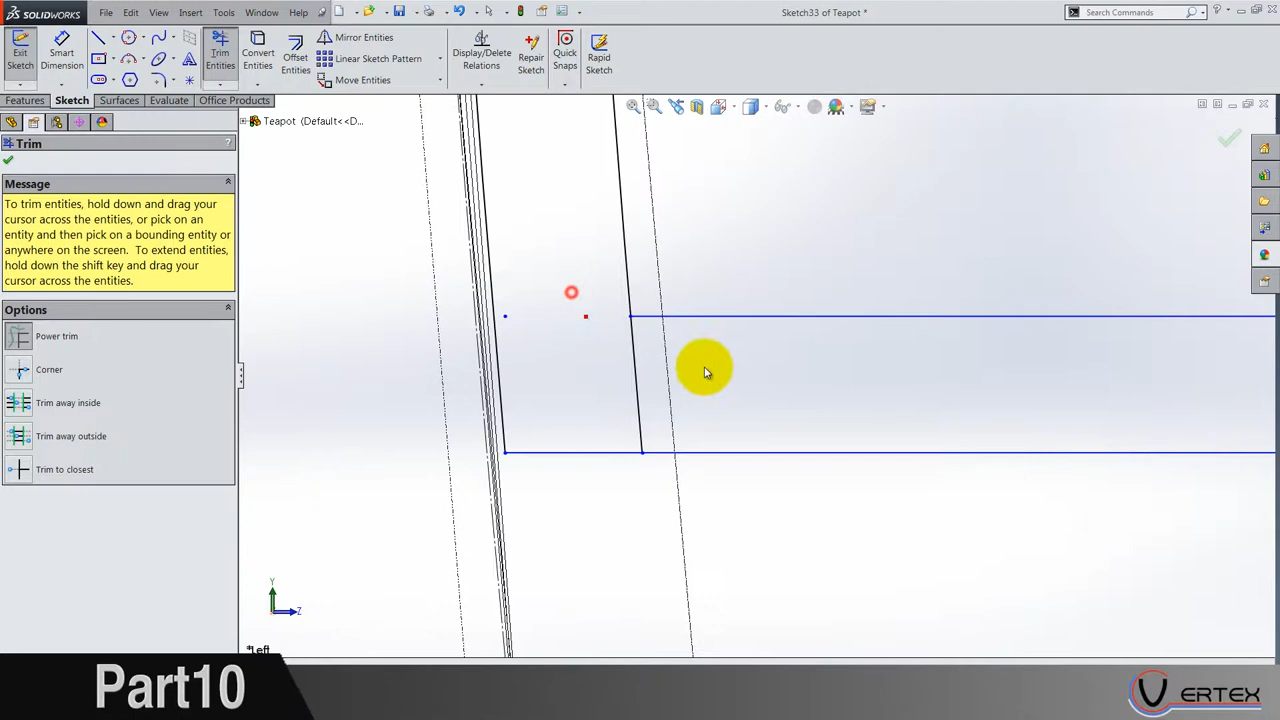 SOLIDWORKS
File Edit View Insert Tools Window Help
Sketch33 of Teapot *
Search Commands
Exit Sketch
Smart Dimension
Trim Entities
Convert Entities
Offset Entities
Mirror Entities
Linear Sketch Pattern
Move Entities
Display/Delete Relations
Repair Sketch
Quick Snaps
Rapid Sketch
Features Sketch Surfaces Evaluate Office Products
Teapot (Default<<D...
Trim ?
Message
To trim entities, hold down and drag your
cursor across the entities, or pick on an
entity and then pick on a bounding entity or
anywhere on the screen. To extend entities,
hold down the shift key and drag your
cursor across the entities.
Options
Power trim
Corner
Trim away inside
Trim away outside
Trim to closest
Y
Z
*Left
Part10
VERTEX